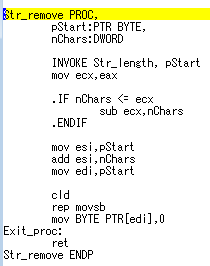 Str_remove PROC,
pStart:PTR BYTE,
nChars:DWORD
INVOKE Str_length, pStart
mov ecx,eax
.IF nChars <= ecx
sub ecx,nChars
.ENDIF
mov esi,pStart
add esi,nChars
mov edi,pStart
cld
rep movsb
mov BYTE PTR[edi],0
Exit_proc:
ret
Str_remove ENDP